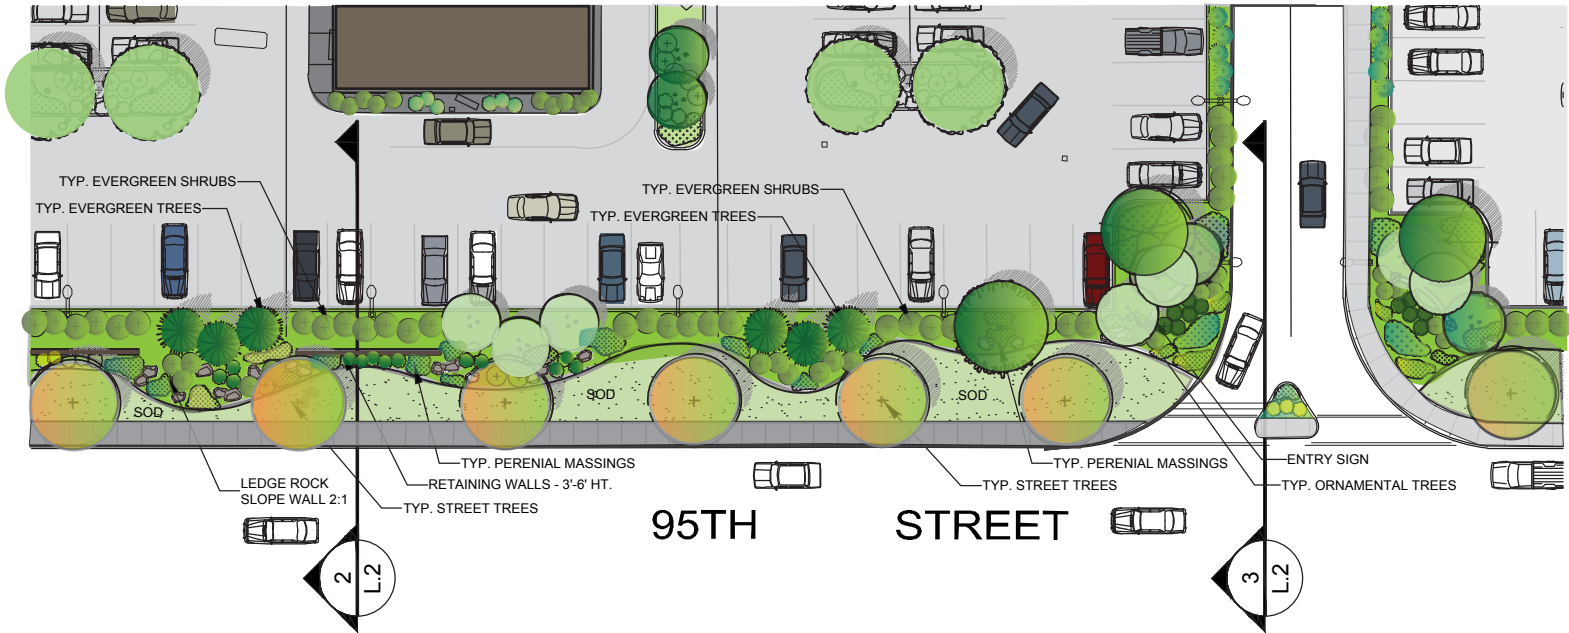 TYP. EVERGREEN SHRUBS
TYP. EVERGREEN TREES
TYP. EVERGREEN SHRUBS
TYP. EVERGREEN TREES
SOD
SOD
SOD
LEDGE ROCK
SLOPE WALL 2:1
TYP. PERENIAL MASSINGS
RETAINING WALLS - 3'-6' HT.
TYP. STREET TREES
TYP. PERENIAL MASSINGS
TYP. STREET TREES
ENTRY SIGN
TYP. ORNAMENTAL TREES
95TH STREET
2
L.2
3
L.2